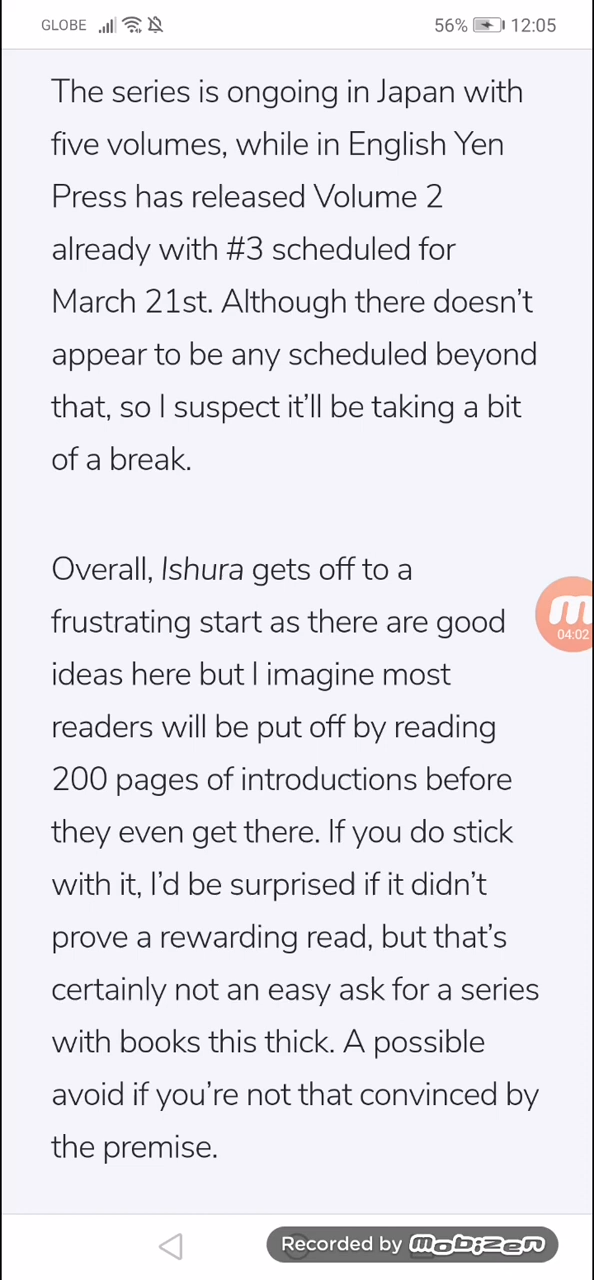 GLOBE 56% 12:05
The series is ongoing in Japan with
five volumes, while in English Yen
Press has released Volume 2
already with #3 scheduled for
March 21st. Although there doesn’t
appear to be any scheduled beyond
that, so I suspect it’ll be taking a bit
of a break.
Overall, Ishura gets off to a
frustrating start as there are good
ideas here but I imagine most
readers will be put off by reading
200 pages of introductions before
they even get there. If you do stick
with it, I’d be surprised if it didn’t
prove a rewarding read, but that’s
certainly not an easy ask for a series
with books this thick. A possible
avoid if you’re not that convinced by
the premise.
m
04:02
Recorded by mobizen